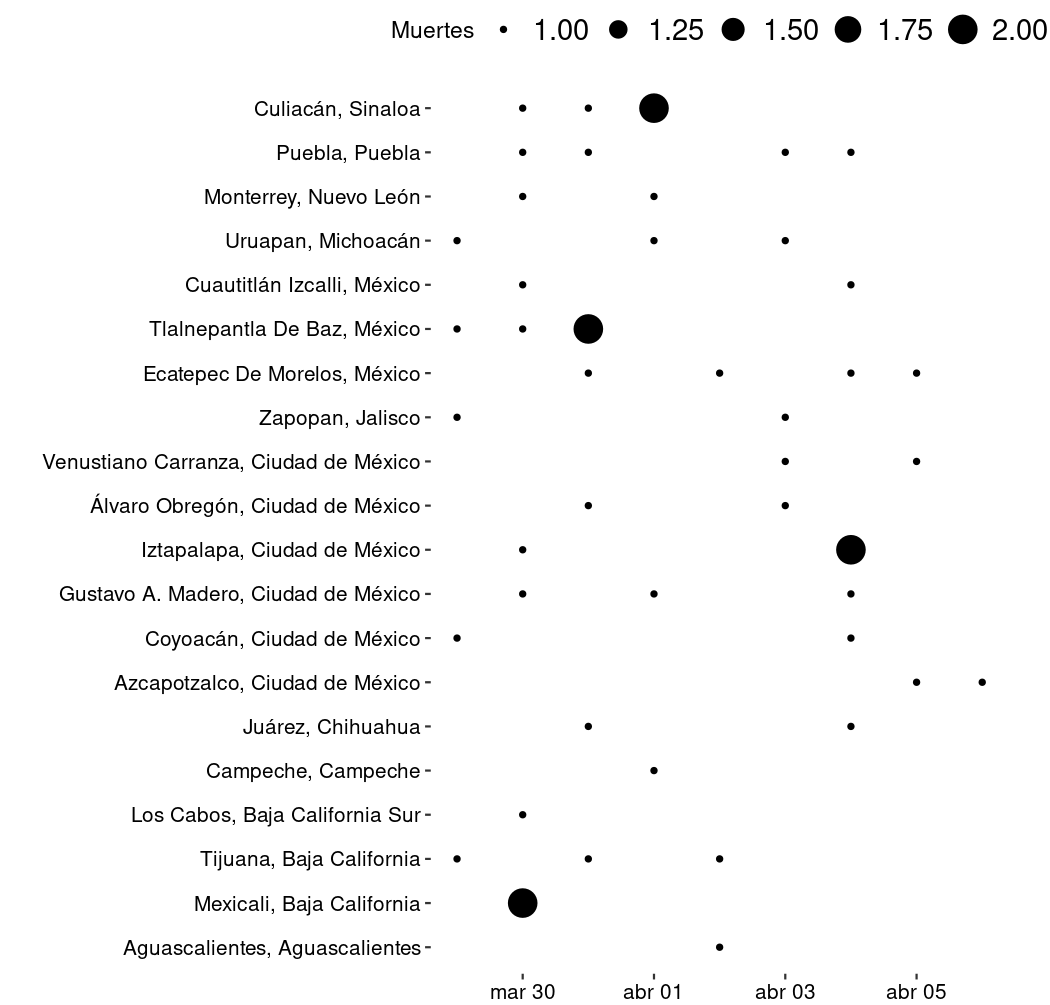 Muertes 1.00 1.25 1.50 1.75 2.00
Culiacán, Sinaloa
Puebla, Puebla
Monterrey, Nuevo León
Uruapan, Michoacán
Cuautitlán Izcalli, México
Tlalnepantla De Baz, México
Ecatepec De Morelos, México
Zapopan, Jalisco
Venustiano Carranza, Ciudad de México
Álvaro Obregón, Ciudad de México
Iztapalapa, Ciudad de México
Gustavo A. Madero, Ciudad de México
Coyoacán, Ciudad de México
Azcapotzalco, Ciudad de México
Juárez, Chihuahua
Campeche, Campeche
Los Cabos, Baja California Sur
Tijuana, Baja California
Mexicali, Baja California
Aguascalientes, Aguascalientes
mar 30 abr 01 abr 03 abr 05